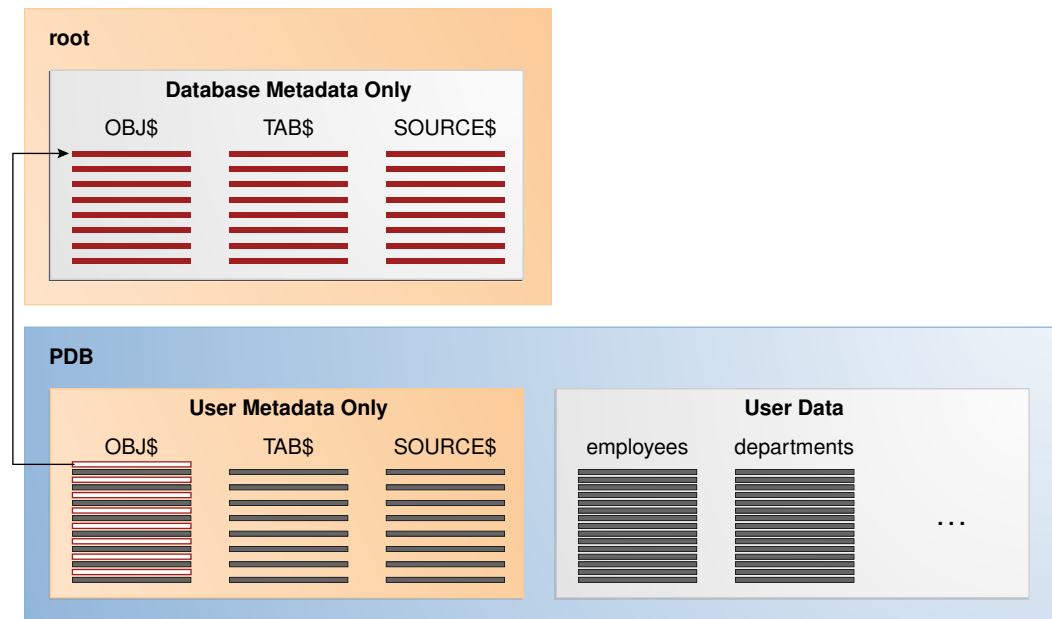 root
Database Metadata Only
OBJ$ TAB$ SOURCE$
PDB
User Metadata Only
OBJ$ TAB$ SOURCE$
User Data
employees departments
...